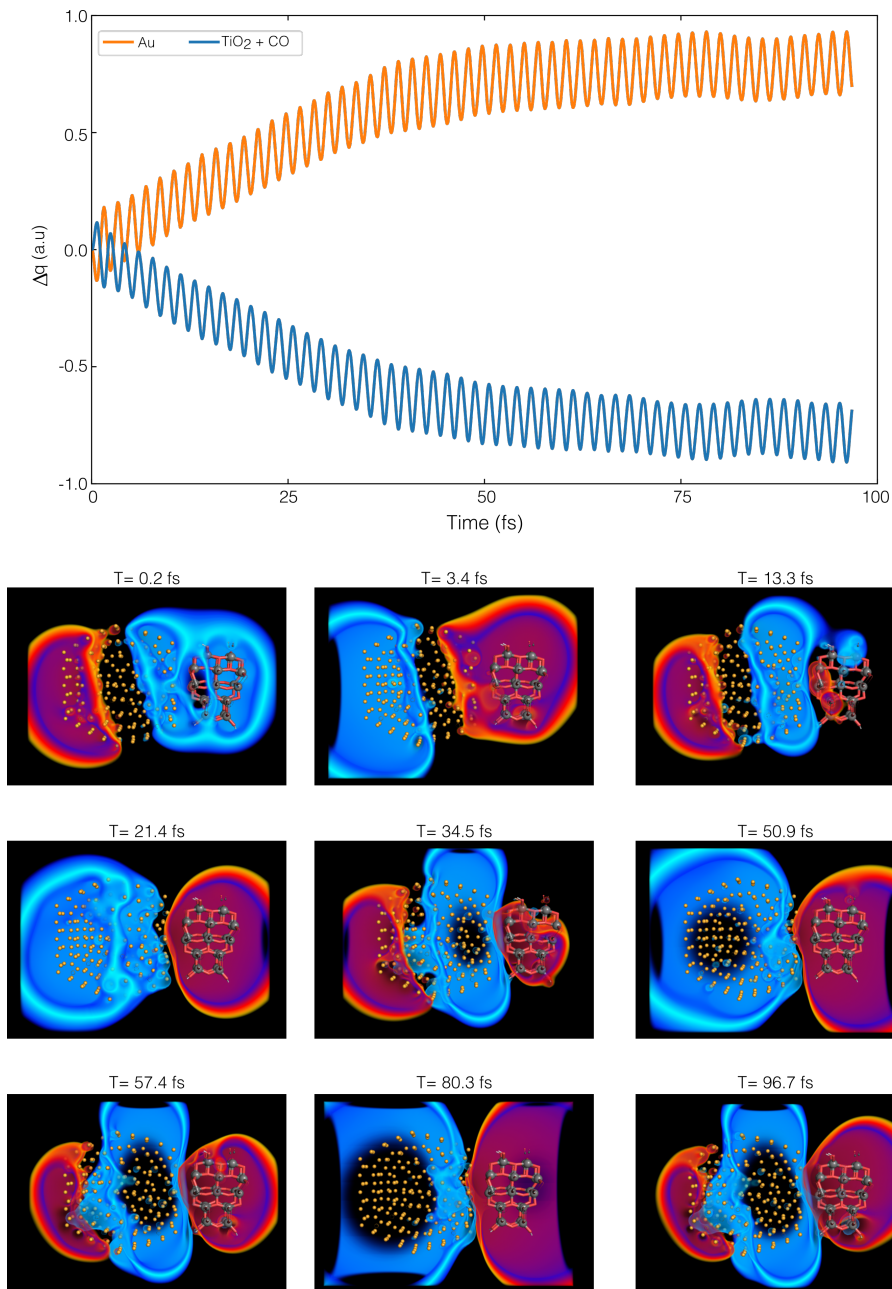 1.0
Au TiO2 + CO
0.5
0.0
Δq (a.u)
-0.5
-1.0
0 25 50 75 100
Time (fs)
T= 0.2 fs T= 3.4 fs T= 13.3 fs
T= 21.4 fs T= 34.5 fs T= 50.9 fs
T= 57.4 fs T= 80.3 fs T= 96.7 fs